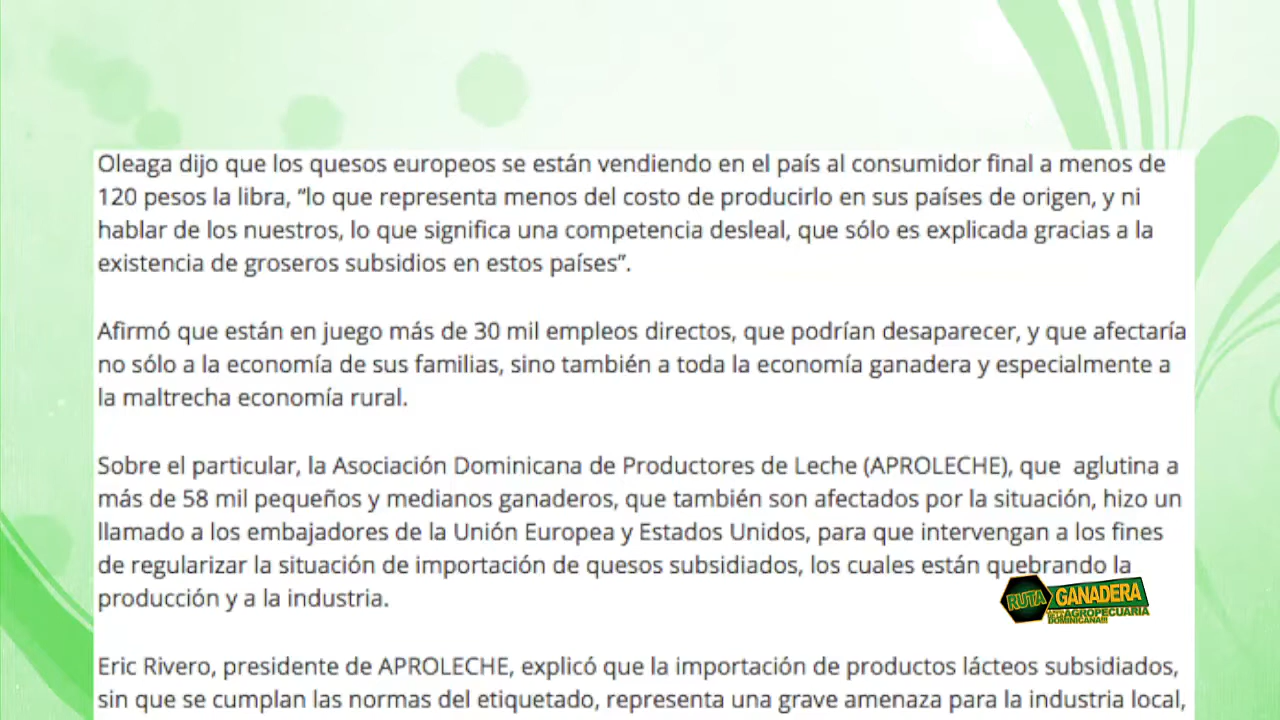 Oleaga dijo que los quesos europeos se están vendiendo en el país al consumidor final a menos de
120 pesos la libra, “lo que representa menos del costo de producirlo en sus países de origen, y ni
hablar de los nuestros, lo que significa una competencia desleal, que sólo es explicada gracias a la
existencia de groseros subsidios en estos países”.
Afirmó que están en juego más de 30 mil empleos directos, que podrían desaparecer, y que afectaría
no sólo a la economía de sus familias, sino también a toda la economía ganadera y especialmente a
la maltrecha economía rural.
Sobre el particular, la Asociación Dominicana de Productores de Leche (APROLECHE), que  aglutina a
más de 58 mil pequeños y medianos ganaderos, que también son afectados por la situación, hizo un
llamado a los embajadores de la Unión Europea y Estados Unidos, para que intervengan a los fines
de regularizar la situación de importación de quesos subsidiados, los cuales están quebrando la
producción y a la industria.
RUTA GANADERA
AGROPECUARIA
DOMINICANA!!!
Eric Rivero, presidente de APROLECHE, explicó que la importación de productos lácteos subsidiados,
sin que se cumplan las normas del etiquetado, representa una grave amenaza para la industria local,